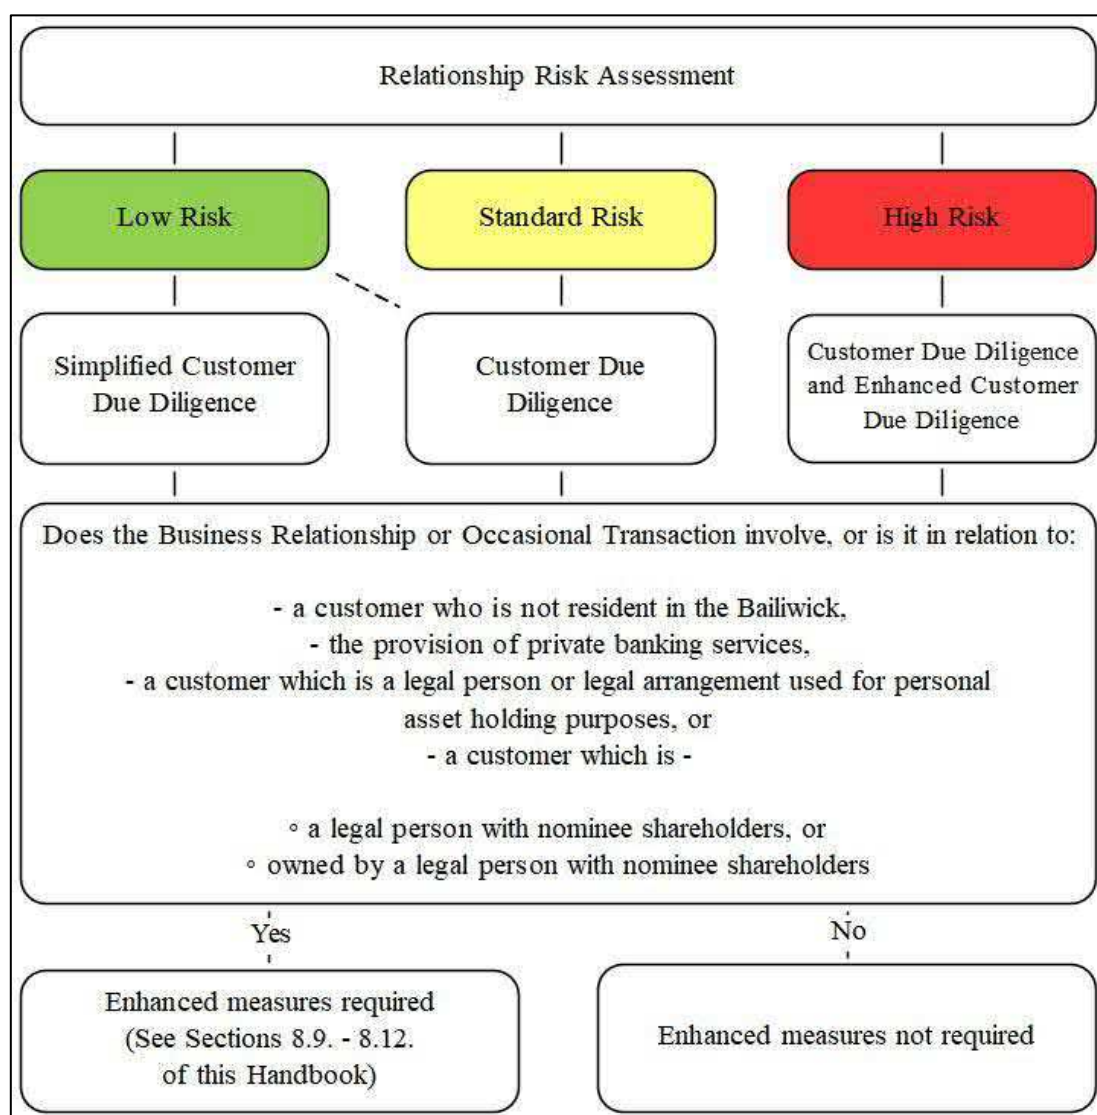 Relationship Risk Assessment
Low Risk
Standard Risk
High Risk
Simplified Customer
Due Diligence
Customer Due
Diligence
Customer Due Diligence
and Enhanced Customer
Due Diligence
Does the Business Relationship or Occasional Transaction involve, or is it in relation to:
- a customer who is not resident in the Bailiwick,
- the provision of private banking services,
- a customer which is a legal person or legal arrangement used for personal
asset holding purposes, or
- a customer which is -
◦ a legal person with nominee shareholders, or
◦ owned by a legal person with nominee shareholders
Yes
No
Enhanced measures required
(See Sections 8.9. - 8.12.
of this Handbook)
Enhanced measures not required